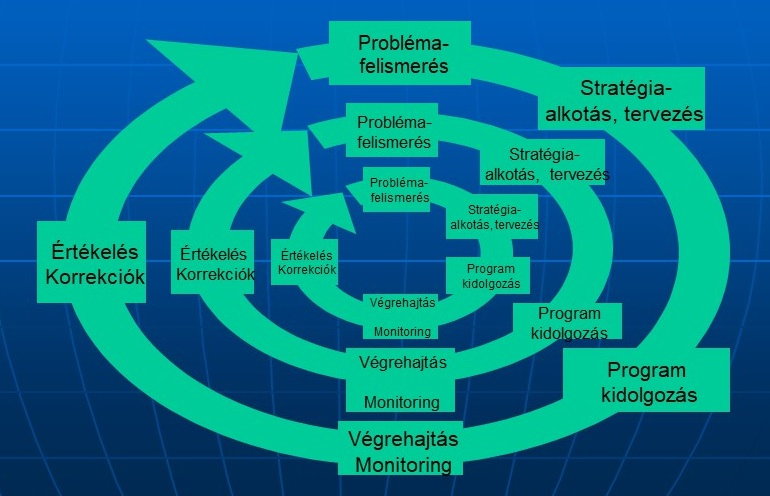 Probléma-
felismerés
Stratégia-
alkotás, tervezés
Program
kidolgozás
Végrehajtás
Monitoring
Értékelés
Korrekciók
Probléma-
felismerés
Stratégia-
alkotás, tervezés
Program
kidolgozás
Végrehajtás
Monitoring
Értékelés
Korrekciók
Probléma-
felismerés
Stratégia-
alkotás, tervezés
Program
kidolgozás
Végrehajtás
Monitoring
Értékelés
Korrekciók